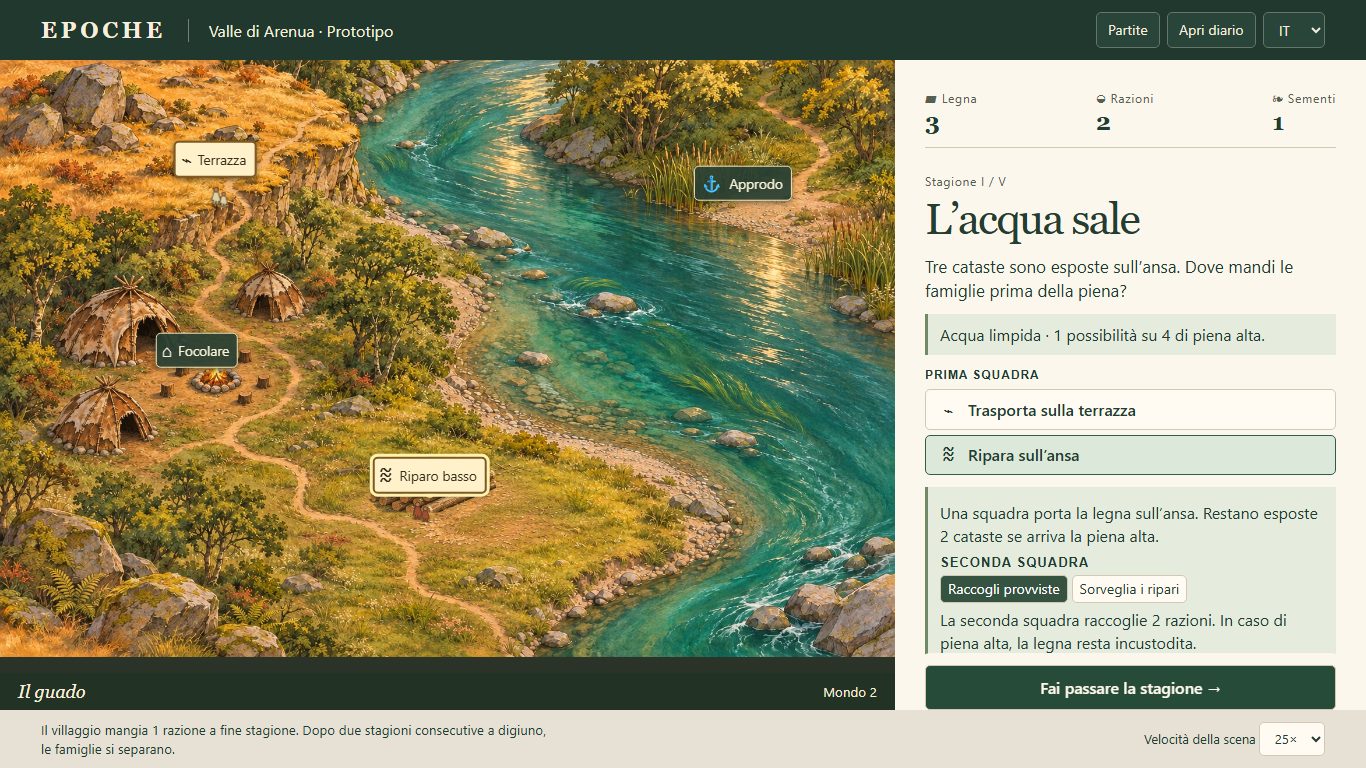 EPOCHE
Valle di Arenua · Prototipo
Partite
Apri diario
IT
Terrazza
Approdo
Focolare
Riparo basso
Il guado
Mondo 2
Legna
3
Razioni
2
Sementi
1
Stagione I / V
L’acqua sale
Tre cataste sono esposte sull’ansa. Dove mandi le
famiglie prima della piena?
Acqua limpida · 1 possibilità su 4 di piena alta.
PRIMA SQUADRA
Trasporta sulla terrazza
Ripara sull’ansa
Una squadra porta la legna sull’ansa. Restano esposte
2 cataste se arriva la piena alta.
SECONDA SQUADRA
Raccogli provviste
Sorveglia i ripari
La seconda squadra raccoglie 2 razioni. In caso di
piena alta, la legna resta incustodita.
Fai passare la stagione →
Il villaggio mangia 1 razione a fine stagione. Dopo due stagioni consecutive a digiuno,
le famiglie si separano.
Velocità della scena
25×